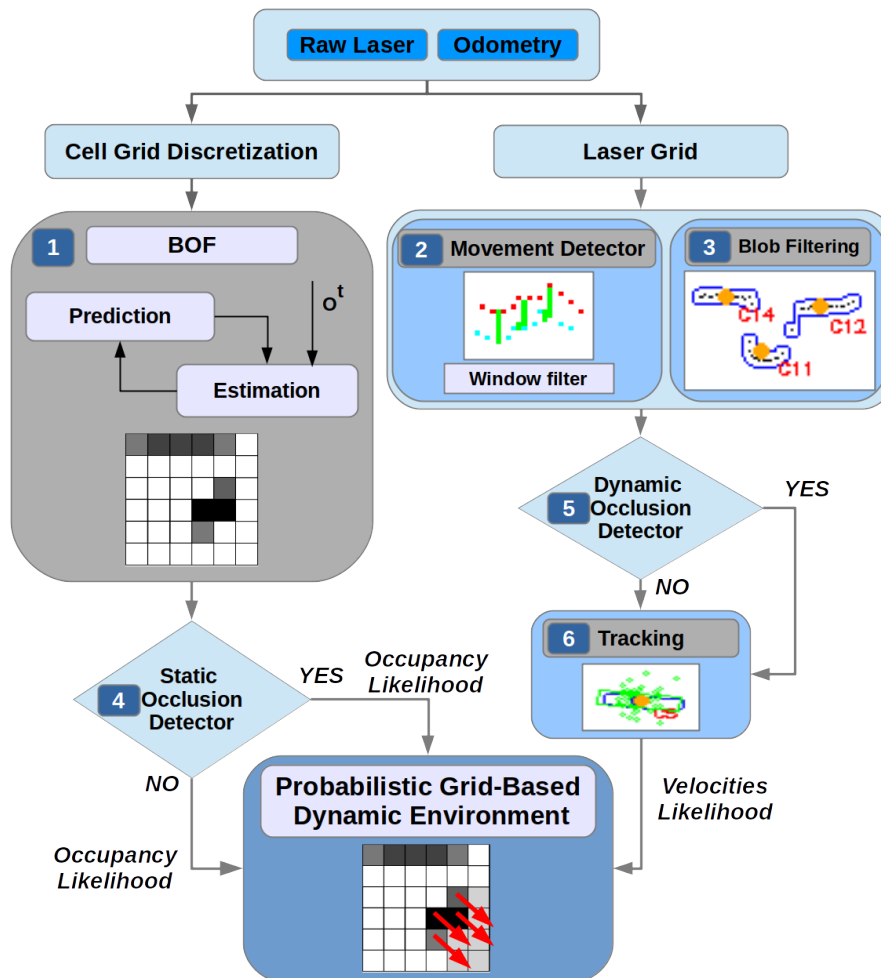 Raw Laser
Odometry
Cell Grid Discretization
Laser Grid
1
BOF
Prediction
O^t
Estimation
2
Movement Detector
Window filter
3
Blob Filtering
C14
C12
C11
5
Dynamic
Occlusion
Detector
YES
NO
6
Tracking
4
Static
Occlusion
Detector
YES
Occupancy
Likelihood
NO
Occupancy
Likelihood
Velocities
Likelihood
Probabilistic Grid-Based
Dynamic Environment